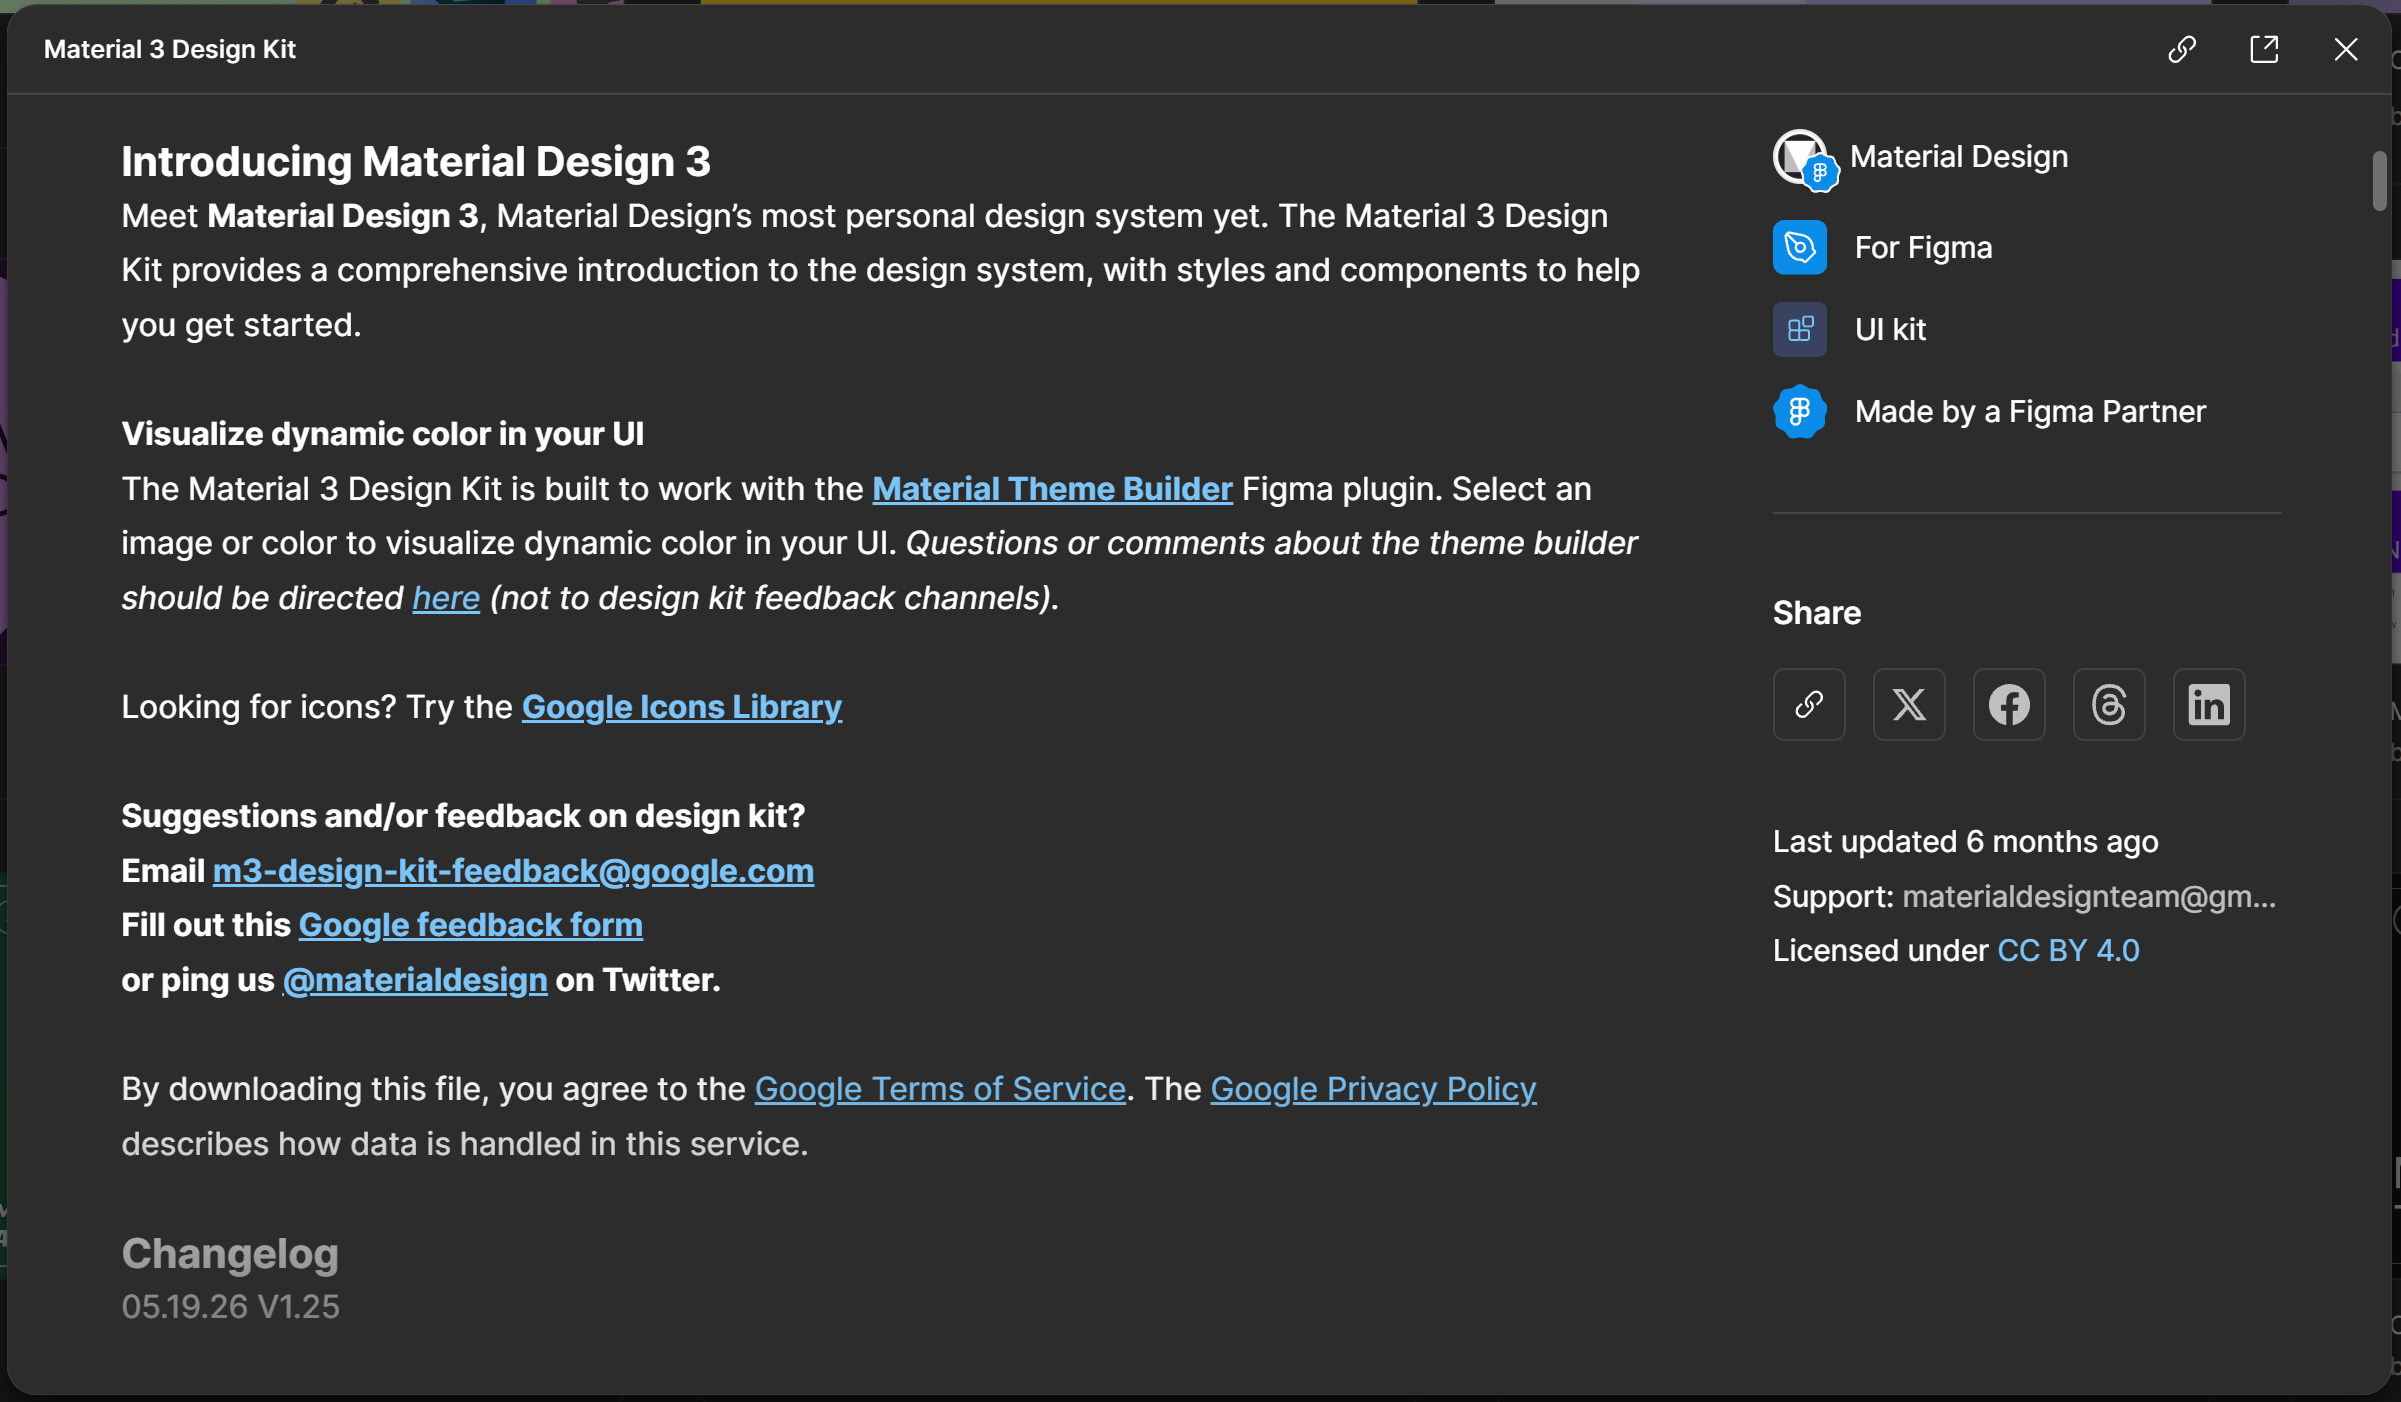 Material 3 Design Kit
Introducing Material Design 3
Meet Material Design 3, Material Design’s most personal design system yet. The Material 3 Design
Kit provides a comprehensive introduction to the design system, with styles and components to help
you get started.
Visualize dynamic color in your UI
The Material 3 Design Kit is built to work with the Material Theme Builder Figma plugin. Select an
image or color to visualize dynamic color in your UI. Questions or comments about the theme builder
should be directed here (not to design kit feedback channels).
Looking for icons? Try the Google Icons Library
Suggestions and/or feedback on design kit?
Email m3-design-kit-feedback@google.com
Fill out this Google feedback form
or ping us @materialdesign on Twitter.
By downloading this file, you agree to the Google Terms of Service. The Google Privacy Policy
describes how data is handled in this service.
Changelog
05.19.26 V1.25
Material Design
For Figma
UI kit
Made by a Figma Partner
Share
Last updated 6 months ago
Support: materialdesignteam@gm...
Licensed under CC BY 4.0